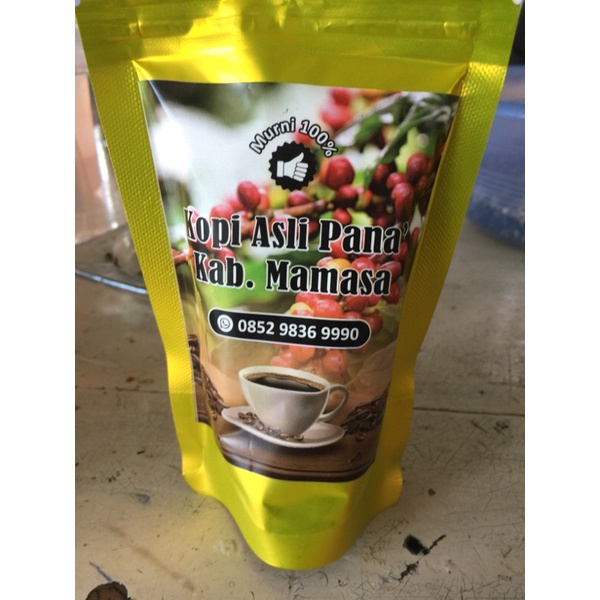 Murni 100%
Kopi Asli Pana'
Kab. Mamasa
0852 9836 9990